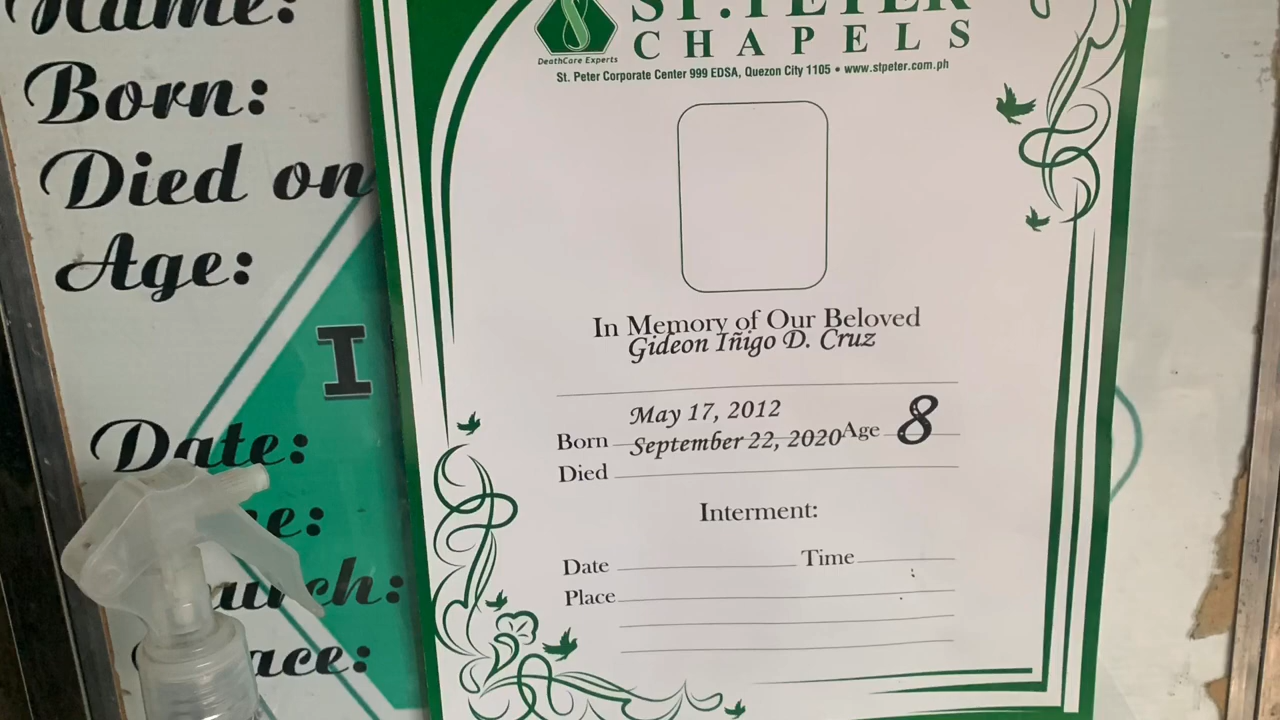 Name:
Born:
Died on
Age:
I
Date:
ace:
ST. PETER
CHAPELS
DeathCare Experts
St. Peter Corporate Center 999 EDSA, Quezon City 1105 • www.stpeter.com.ph
In Memory of Our Beloved
Gideon Iñigo D. Cruz
May 17, 2012
Born Age 8
September 22, 2020
Died
Interment:
Date Time
:
Place